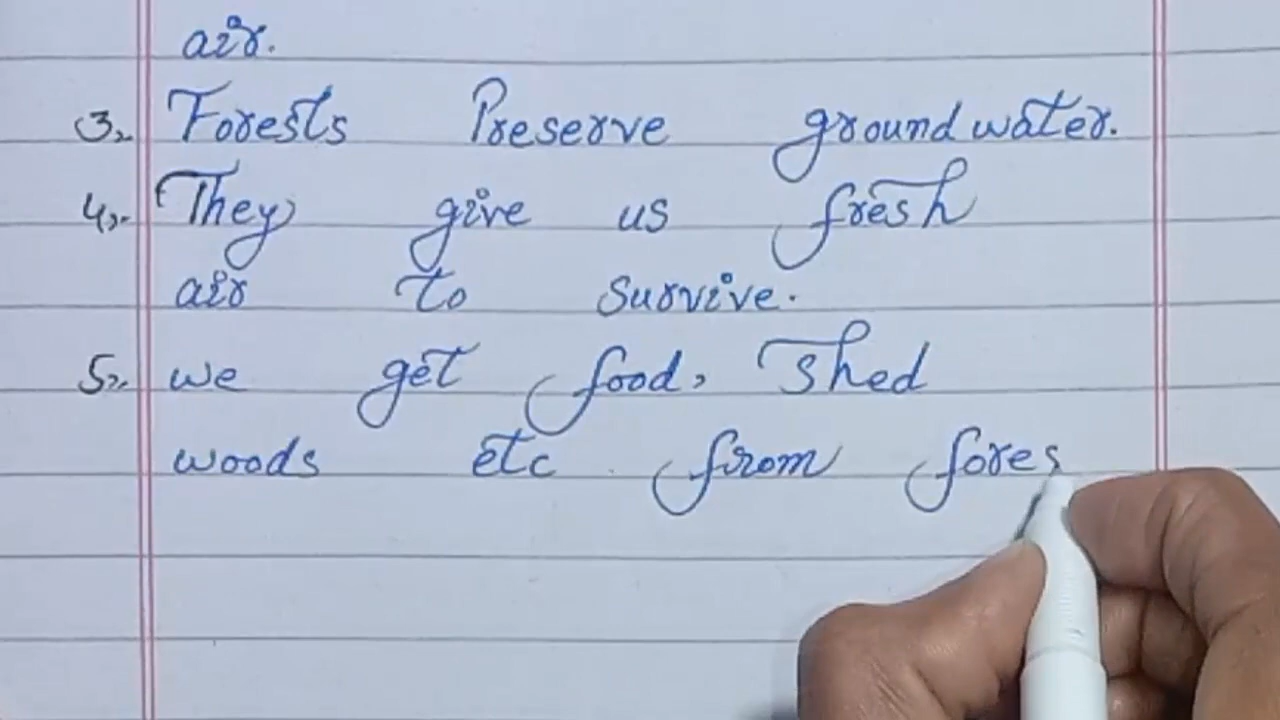 air.
3. Forests Preserve groundwater.
4. They give us fresh
air to survive.
5. we get food, shed
woods etc from fores